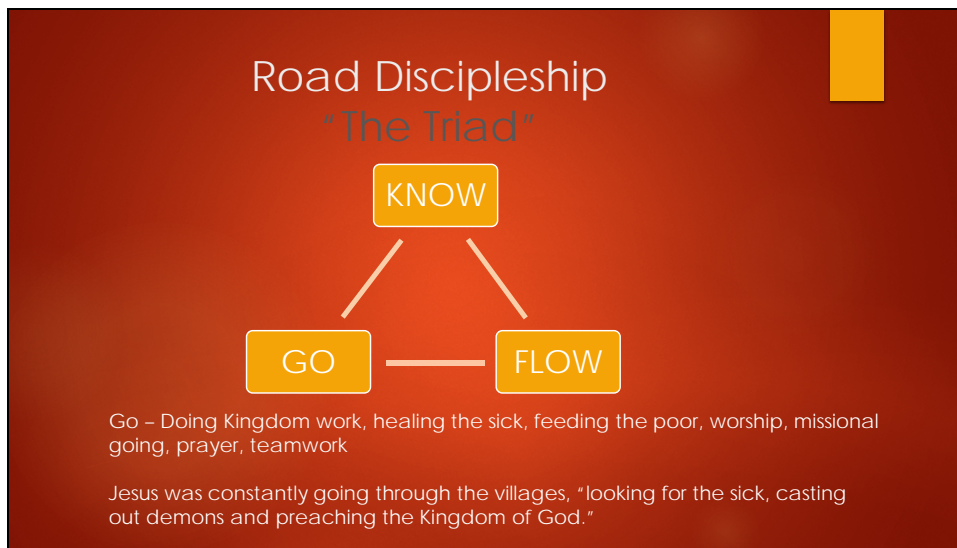 Road Discipleship
"The Triad"
KNOW
GO
FLOW
Go – Doing Kingdom work, healing the sick, feeding the poor, worship, missional
going, prayer, teamwork
Jesus was constantly going through the villages, "looking for the sick, casting
out demons and preaching the Kingdom of God."